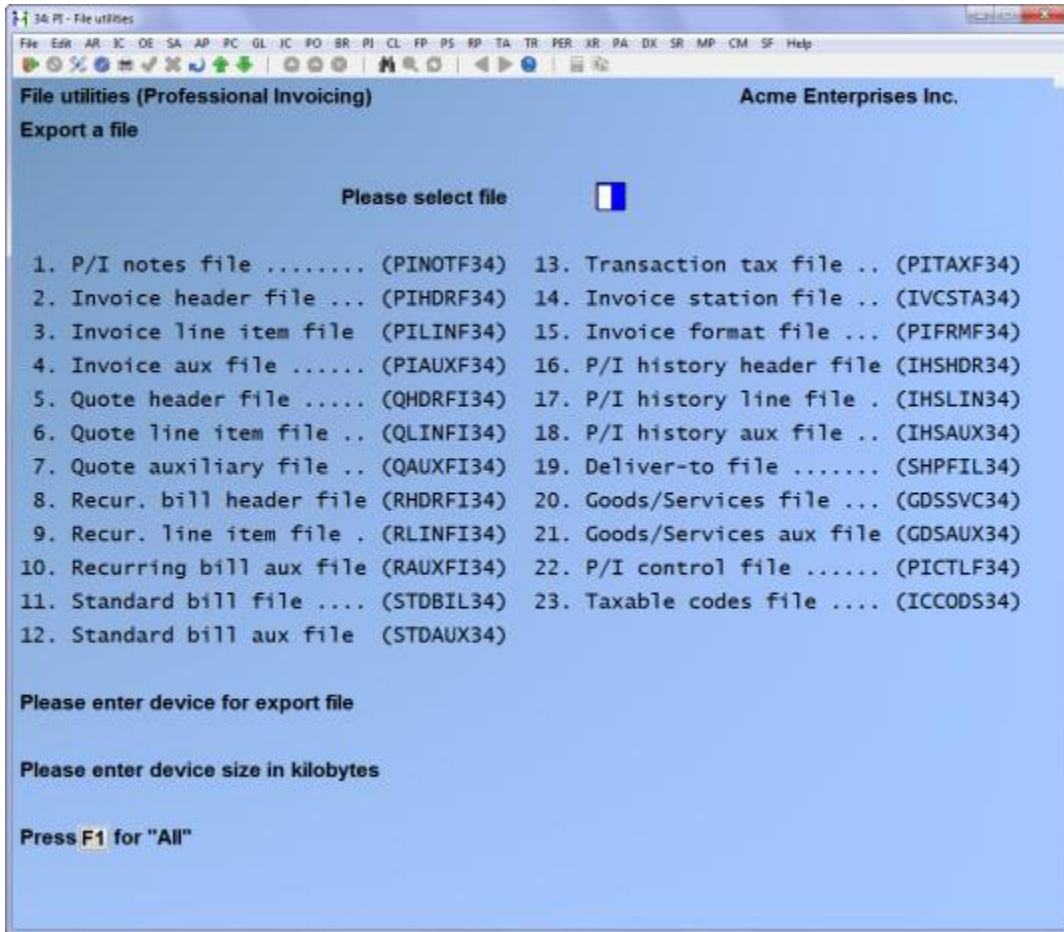 34: PI - File utilities
File Edit AR IC OE SA AP PC GL JC PO BR PJ CL FP PS RP TA TR PER XR PA DX SR MP CM SF Help
File utilities (Professional Invoicing) Acme Enterprises Inc.
Export a file
Please select file
1. P/I notes file ........ (PINOTF34) 13. Transaction tax file .. (PITAXF34)
2. Invoice header file ... (PIHDRF34) 14. Invoice station file .. (IVCSTA34)
3. Invoice line item file (PILINF34) 15. Invoice format file ... (PIFRMF34)
4. Invoice aux file ...... (PIAUXF34) 16. P/I history header file (IHSHDR34)
5. Quote header file ..... (QHDRFI34) 17. P/I history line file . (IHSLIN34)
6. Quote line item file .. (QLINFI34) 18. P/I history aux file .. (IHSAUX34)
7. Quote auxiliary file .. (QAUXFI34) 19. Deliver-to file ....... (SHPFIL34)
8. Recur. bill header file (RHDRFI34) 20. Goods/Services file ... (GDSSVC34)
9. Recur. line item file . (RLINFI34) 21. Goods/Services aux file (GDSAUX34)
10. Recurring bill aux file (RAUXFI34) 22. P/I control file ...... (PICTLF34)
11. Standard bill file .... (STDBIL34) 23. Taxable codes file .... (ICCODS34)
12. Standard bill aux file (STDAUX34)
Please enter device for export file
Please enter device size in kilobytes
Press F1 for "All"